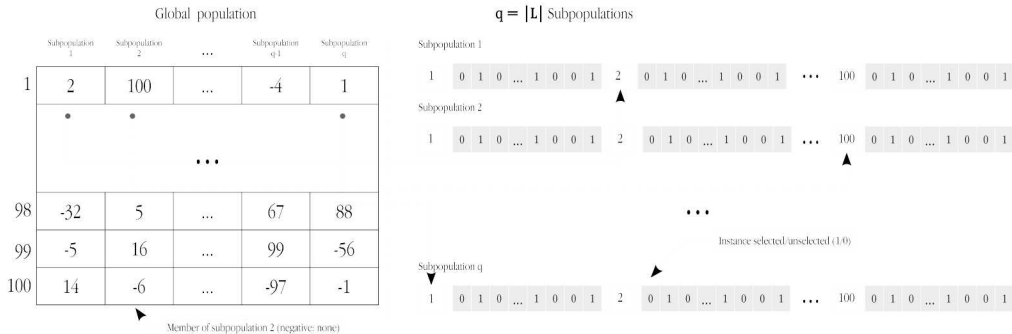 Global population
Subpopulation 1 Subpopulation 2 ... Subpopulation q-1 Subpopulation q
1 2 100 ... -4 1
...
98 -32 5 ... 67 88
99 -5 16 ... 99 -56
100 14 -6 ... -97 -1
Member of subpopulation 2 (negative: none)
q = |L| Subpopulations
Subpopulation 1
1 0 1 0 ... 1 0 0 1 2 0 1 0 ... 1 0 0 1 ... 100 0 1 0 ... 1 0 0 1
Subpopulation 2
1 0 1 0 ... 1 0 0 1 2 0 1 0 ... 1 0 0 1 ... 100 0 1 0 ... 1 0 0 1
...
Instance selected/unselected (1/0)
Subpopulation q
1 0 1 0 ... 1 0 0 1 2 0 1 0 ... 1 0 0 1 ... 100 0 1 0 ... 1 0 0 1